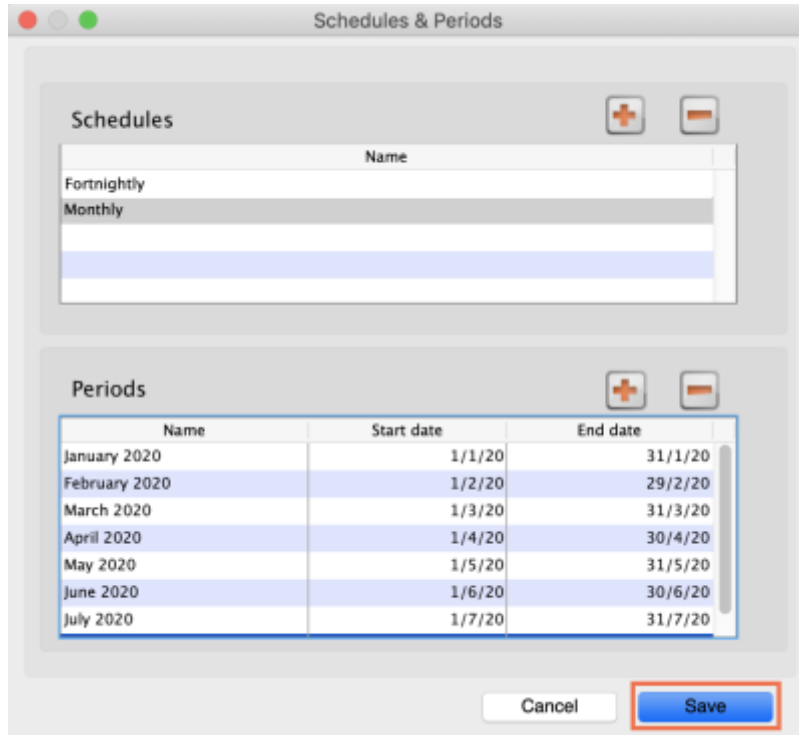 Schedules & Periods
Schedules
Name
Fortnightly
Monthly
Periods
Name Start date End date
January 2020 1/1/20 31/1/20
February 2020 1/2/20 29/2/20
March 2020 1/3/20 31/3/20
April 2020 1/4/20 30/4/20
May 2020 1/5/20 31/5/20
June 2020 1/6/20 30/6/20
July 2020 1/7/20 31/7/20
Cancel Save